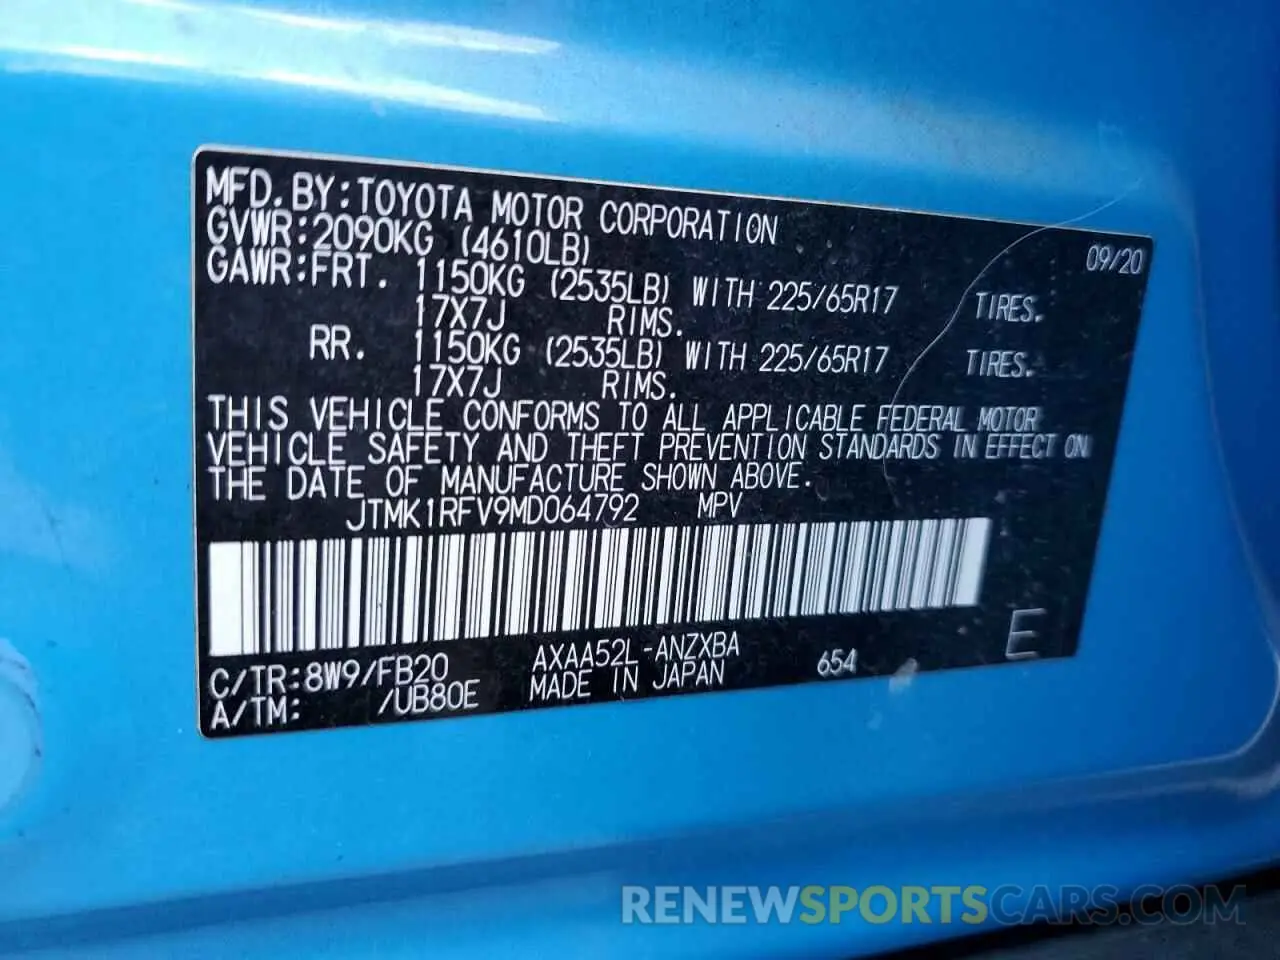 MFD. BY: TOYOTA MOTOR CORPORATION 09/20
GVWR: 2090KG (4610LB)
GAWR: FRT. 1150KG (2535LB) WITH 225/65R17 TIRES.
17X7J RIMS.
RR. 1150KG (2535LB) WITH 225/65R17 TIRES.
17X7J RIMS.
THIS VEHICLE CONFORMS TO ALL APPLICABLE FEDERAL MOTOR
VEHICLE SAFETY AND THEFT PREVENTION STANDARDS IN EFFECT ON
THE DATE OF MANUFACTURE SHOWN ABOVE.
JTMK1RFV9MD064792 MPV
E
C/TR: 8W9/FB20 AXAA52L-ANZXBA 654
A/TM: /UB80E MADE IN JAPAN
RENEWSPORTSCARS.COM